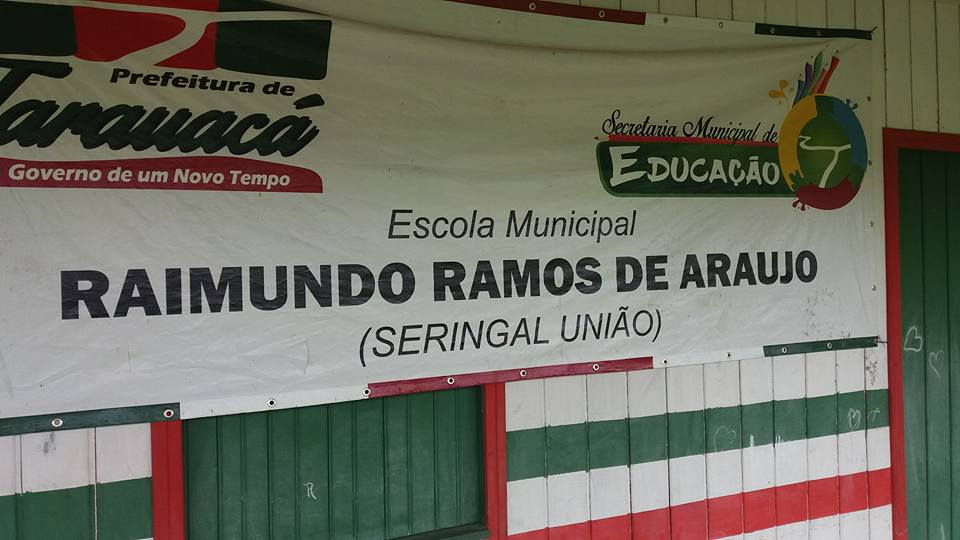 Prefeitura de
Tarauacá
Governo de um Novo Tempo
Secretaria Municipal de
EDUCAÇÃO
Escola Municipal
RAIMUNDO RAMOS DE ARAUJO
(SERINGAL UNIÃO)
R